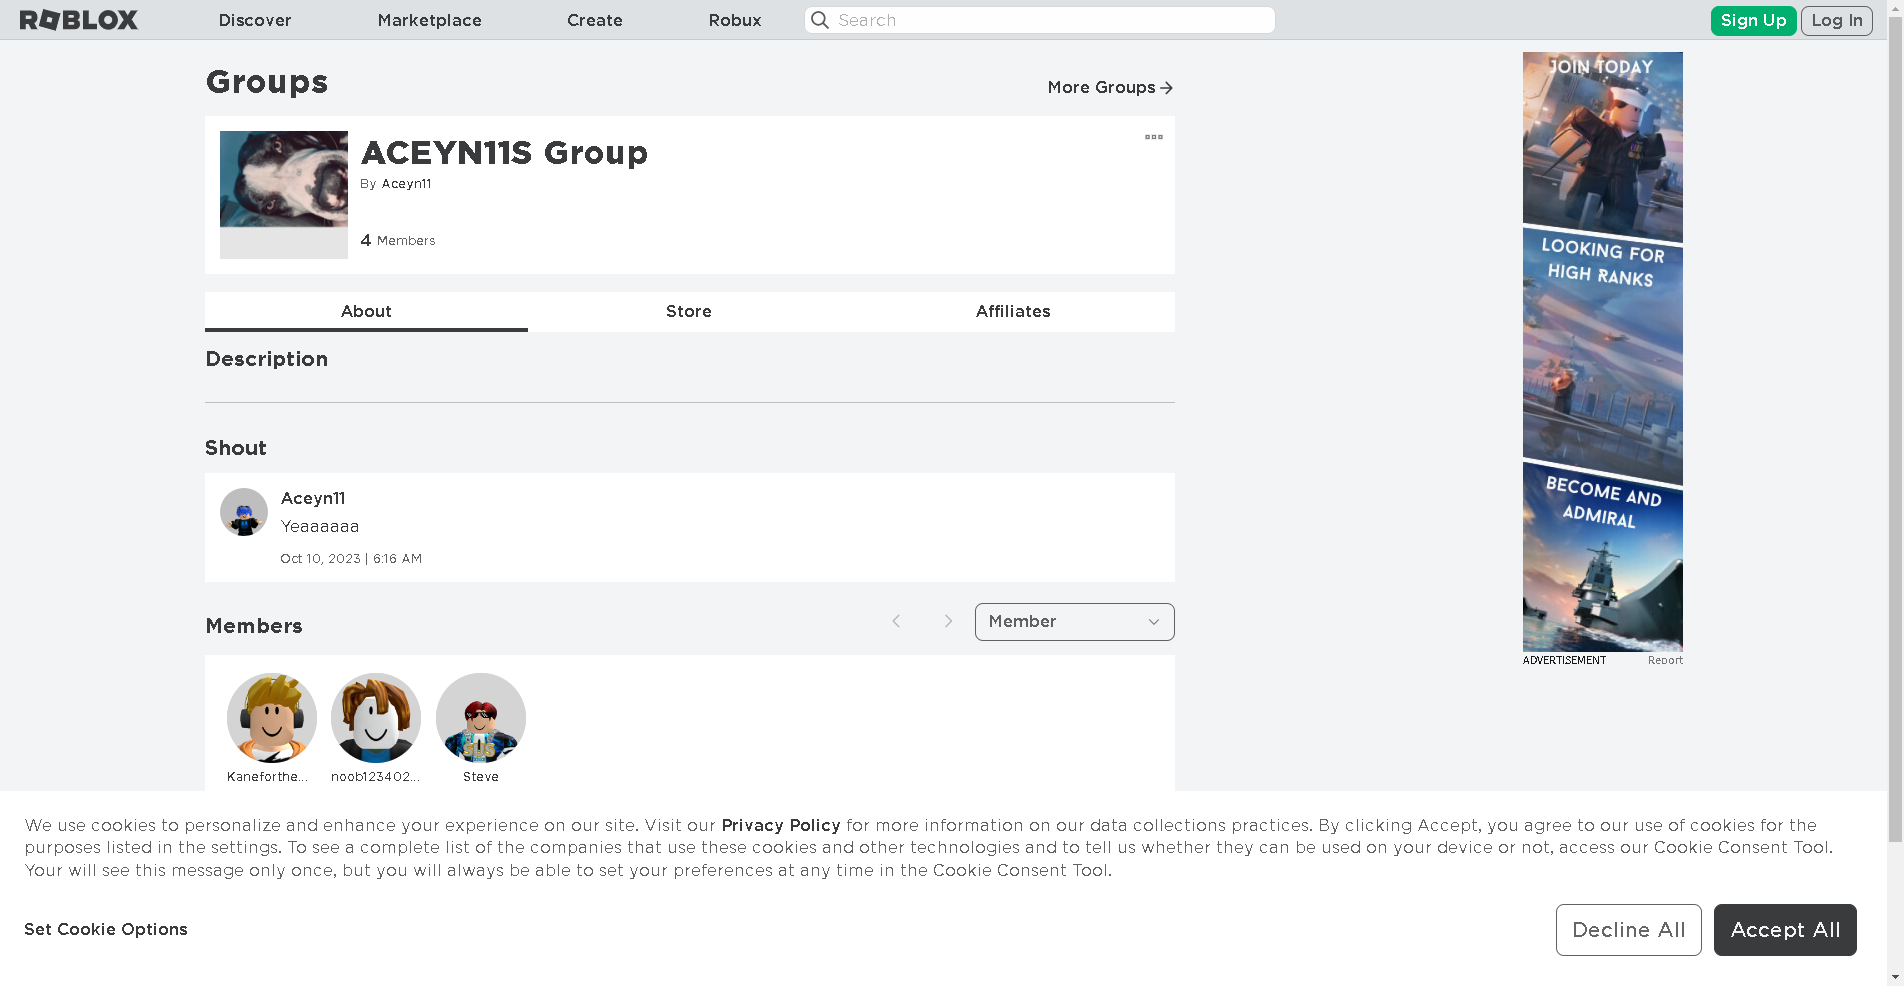 ROBLOX
Discover
Marketplace
Create
Robux
Search
Sign Up
Log In
Groups
More Groups
ACEYN11S Group
By Aceyn11
4 Members
About
Store
Affiliates
Description
Shout
Aceyn11
Yeaaaaaa
Oct 10, 2023 | 6:16 AM
Members
Member
SUS
Kaneforthe...
noob123402...
Steve
JOIN TODAY
LOOKING FOR
HIGH RANKS
BECOME AND
ADMIRAL
ADVERTISEMENT
Report
We use cookies to personalize and enhance your experience on our site. Visit our Privacy Policy for more information on our data collections practices. By clicking Accept, you agree to our use of cookies for the
purposes listed in the settings. To see a complete list of the companies that use these cookies and other technologies and to tell us whether they can be used on your device or not, access our Cookie Consent Tool.
Your will see this message only once, but you will always be able to set your preferences at any time in the Cookie Consent Tool.
Set Cookie Options
Decline All
Accept All